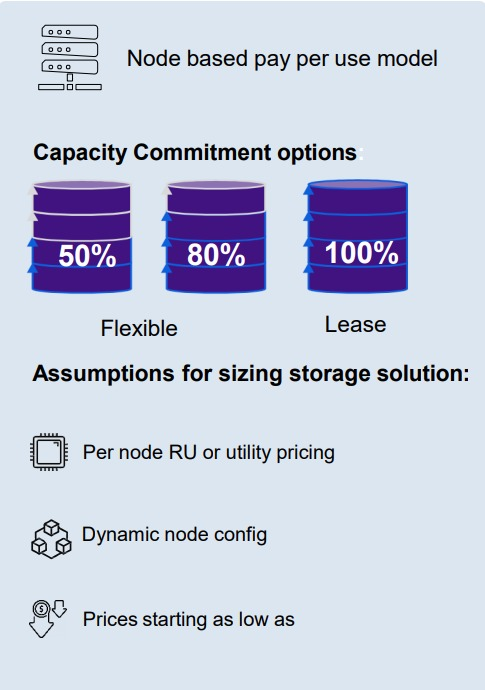 Node based pay per use model
Capacity Commitment options
50% 80% 100%
Flexible Lease
Assumptions for sizing storage solution:
Per node RU or utility pricing
Dynamic node config
$
Prices starting as low as